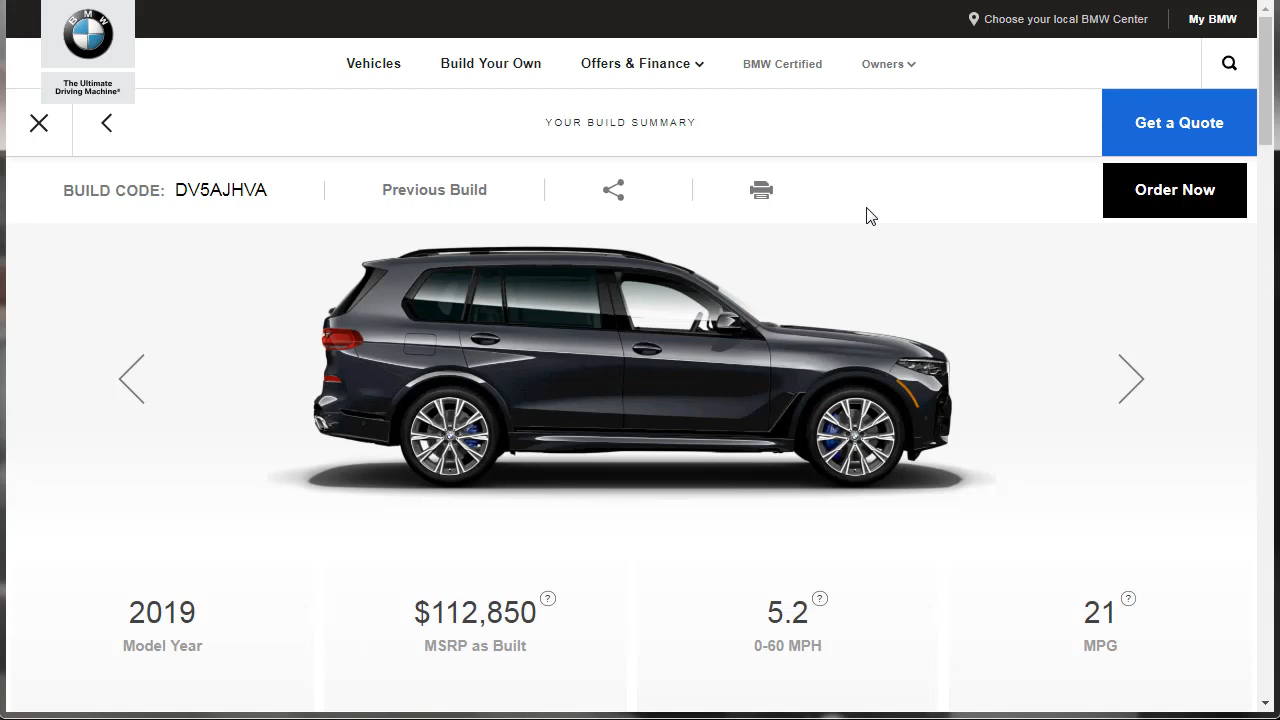 Choose your local BMW Center
My BMW
BMW
The Ultimate
Driving Machine®
Vehicles
Build Your Own
Offers & Finance
BMW Certified
Owners
YOUR BUILD SUMMARY
Get a Quote
BUILD CODE: DV5AJHVA
Previous Build
Order Now
2019
Model Year
$112,850 ?
MSRP as Built
5.2 ?
0-60 MPH
21 ?
MPG